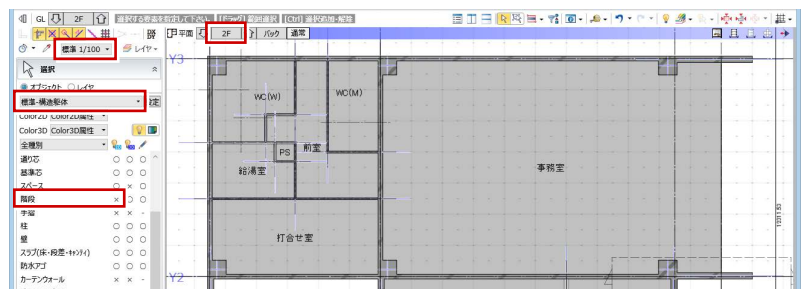 GL 2F 選択する要素を指定して下さい。 [ドラッグ] 範囲選択 [Ctrl] 選択追加・解除
平面 2F バック 通常
標準 1/100 レイヤ
選択
オブジェクト レイヤ
標準-構造躯体 設定
Color2D Color2D属性
Color3D Color3D属性
全種別
通り芯 ○ ○ ○
基準芯 ○ ○ ○
スペース ○ × ○
階段 × ○ ○
手摺 × × -
柱 ○ ○ ○
壁 ○ ○ ○
スラブ(床・段差・ｷｬﾝﾃｨ) ○ ○ ○
防水アゴ ○ ○ ○
カーテンウォール × × -
Y3
WC(W)
WC(M)
PS
前室
給湯室
事務室
打合せ室
Y2